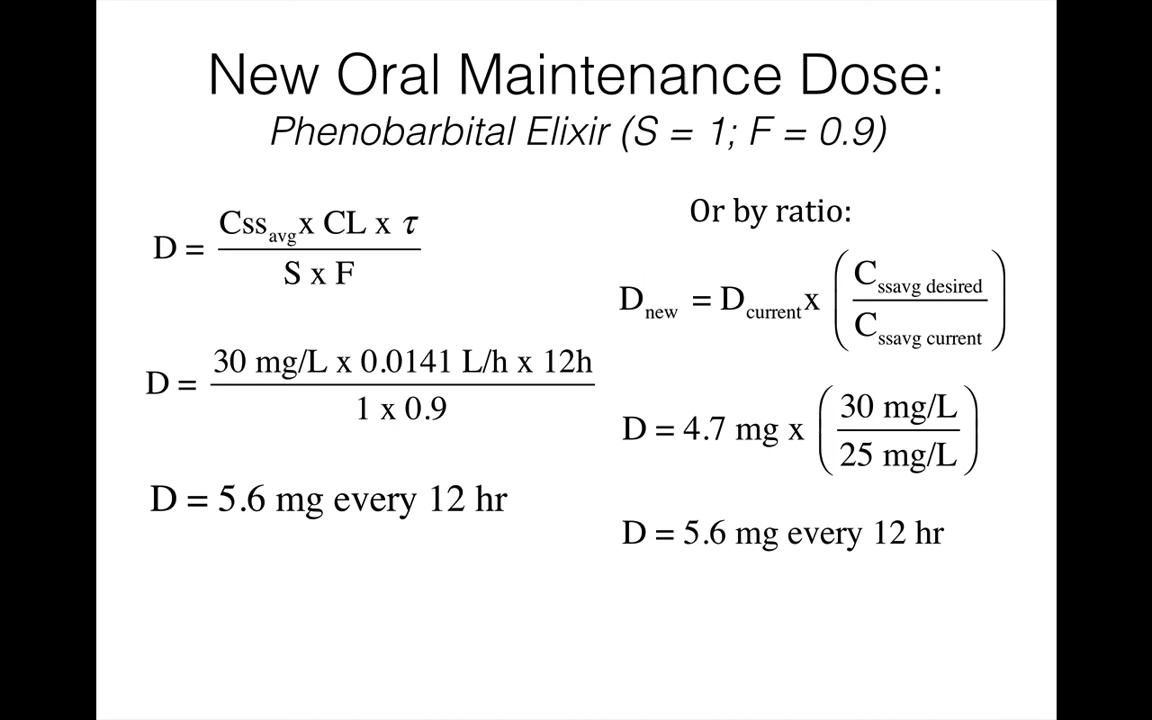 New Oral Maintenance Dose:
Phenobarbital Elixir (S = 1; F = 0.9)
D = Cssavg x CL x τ
S x F
D = 30 mg/L x 0.0141 L/h x 12h
1 x 0.9
D = 5.6 mg every 12 hr
Or by ratio:
Dnew = Dcurrent x ( Cssavg desired
Cssavg current )
D = 4.7 mg x ( 30 mg/L
25 mg/L )
D = 5.6 mg every 12 hr